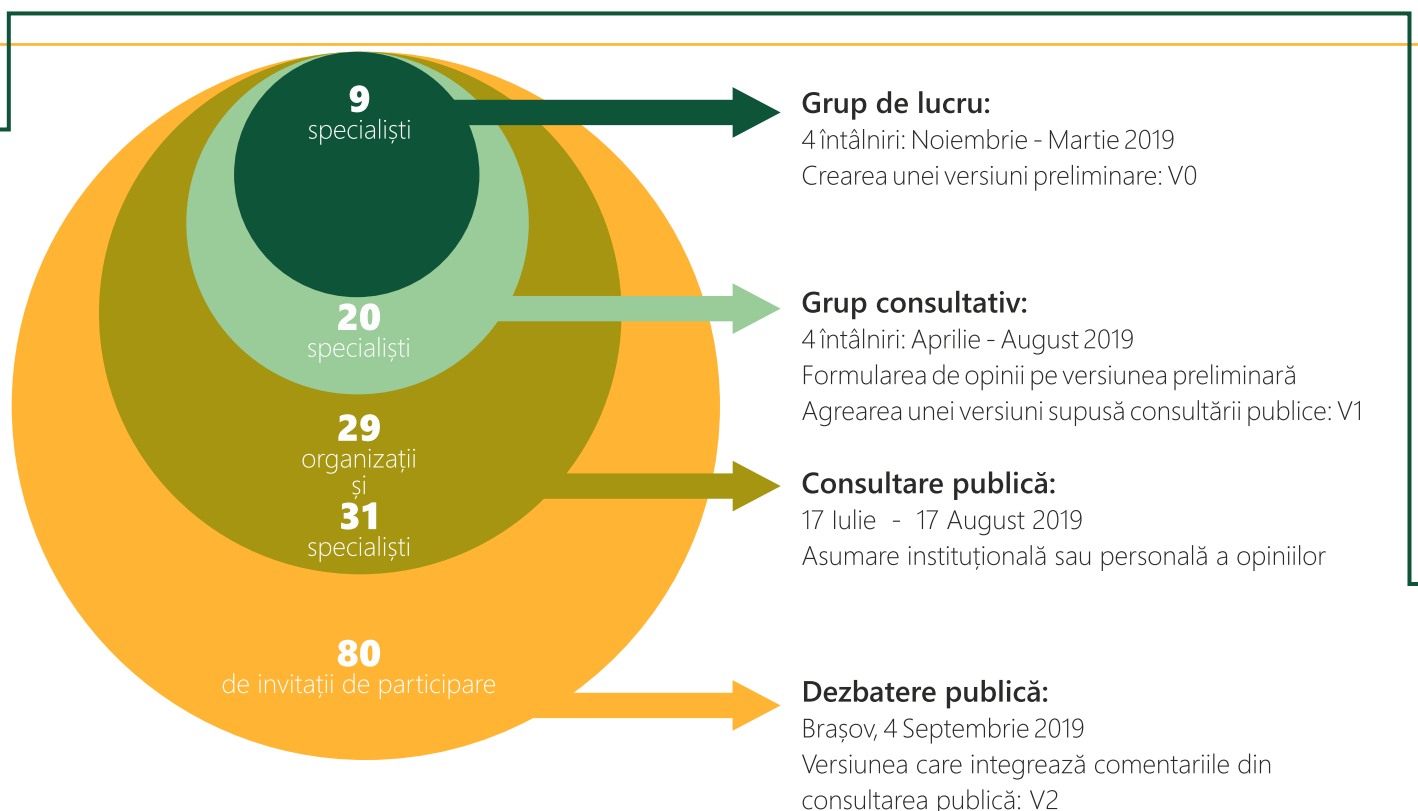 9
specialiști
20
specialiști
29
organizații
și
31
specialiști
80
de invitații de participare
Grup de lucru:
4 întâlniri: Noiembrie - Martie 2019
Crearea unei versiuni preliminare: V0
Grup consultativ:
4 întâlniri: Aprilie - August 2019
Formularea de opinii pe versiunea preliminară
Agrearea unei versiuni supusă consultării publice: V1
Consultare publică:
17 Iulie - 17 August 2019
Asumare instituțională sau personală a opiniilor
Dezbatere publică:
Brașov, 4 Septembrie 2019
Versiunea care integrează comentariile din
consultarea publică: V2